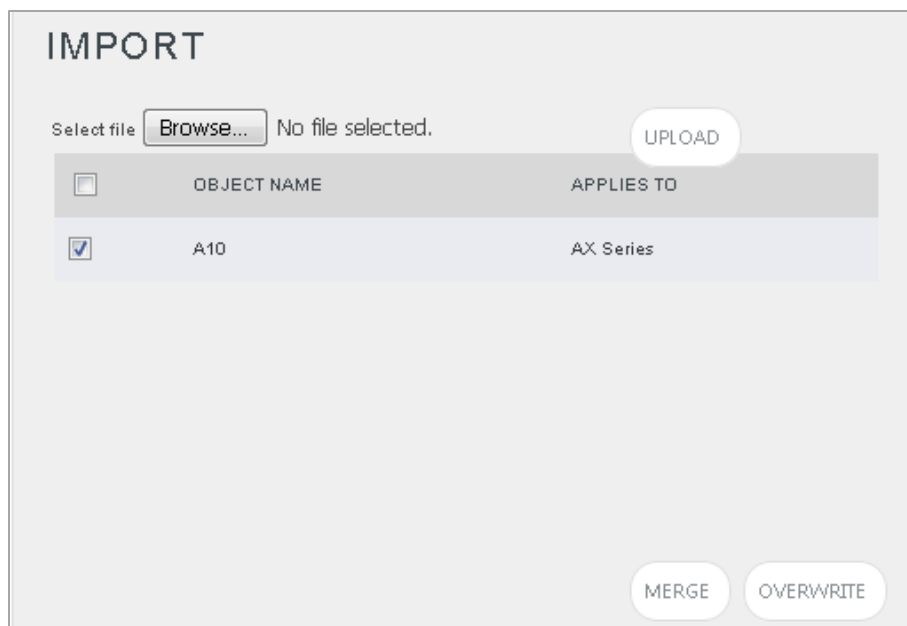 IMPORT
Select file Browse... No file selected. UPLOAD
OBJECT NAME APPLIES TO
A10 AX Series
MERGE OVERWRITE